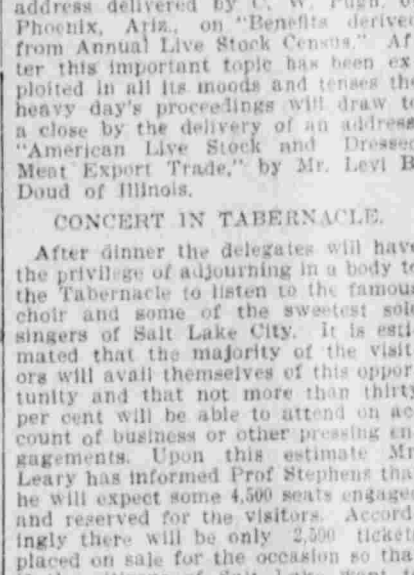 address delivered by C. W. Pugh, of
Phoenix, Ariz., on "Benefits derive
from Annual Live Stock Census." Af
ter this important topic has been ex
ploited in all its moods and tenses the
heavy day's proceedings will draw to
a close by the delivery of an address
"American Live Stock and Dressed
Meat Export Trade," by Mr. Levi B
Doud of Illinois.
CONCERT IN TABERNACLE.
After dinner the delegates will have
the privilege of adjourning in a body to
the Tabernacle to listen to the famous
choir and some of the sweetest solo
singers of Salt Lake City. It is esti
mated that the majority of the visit
ors will avail themselves of this oppor
tunity and that not more than thirty
per cent will be able to attend on ac
count of business or other pressing en
gagements. Upon this estimate Mr
Leary has informed Prof Stephens tha
he will expect some 4,500 seats engage
and reserved for the visitors. Accord
ingly there will be only 2,500 ticket
placed on sale for the occasion so tha